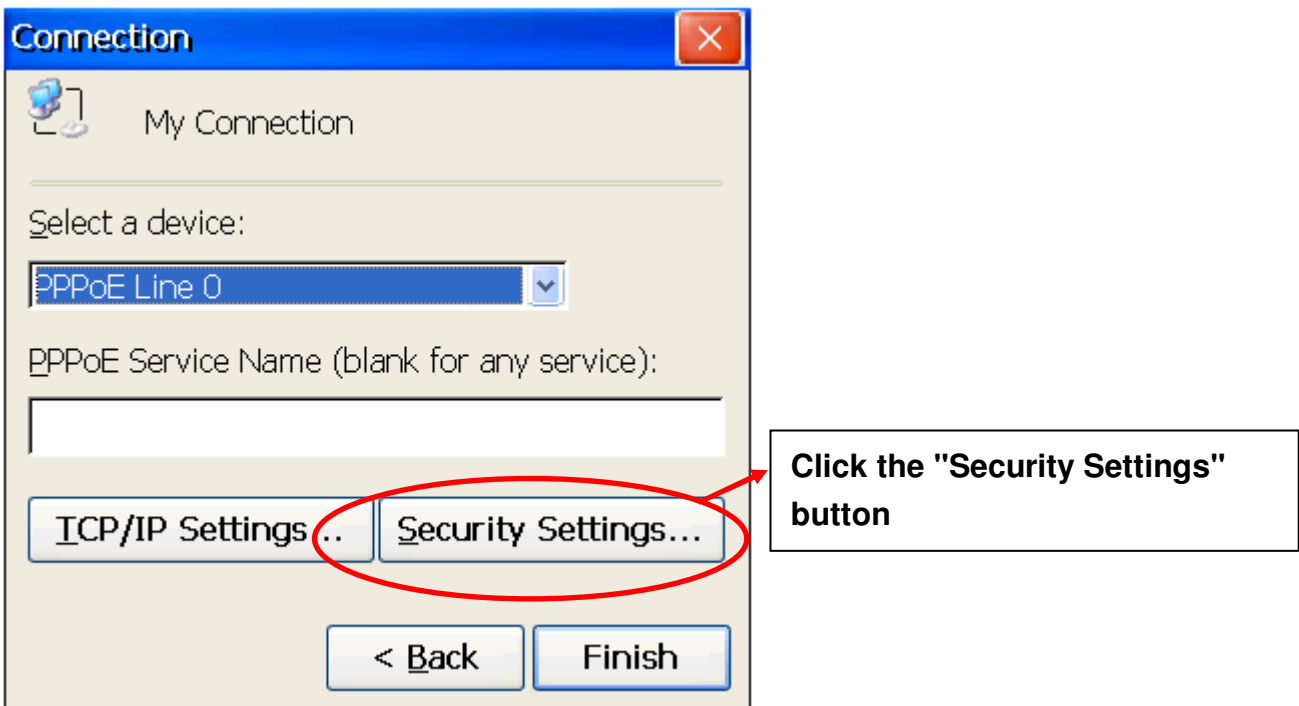 Connection
My Connection
Select a device:
PPPoE Line 0
PPPoE Service Name (blank for any service):
Click the "Security Settings"
button
TCP/IP Settings...
Security Settings...
< Back
Finish